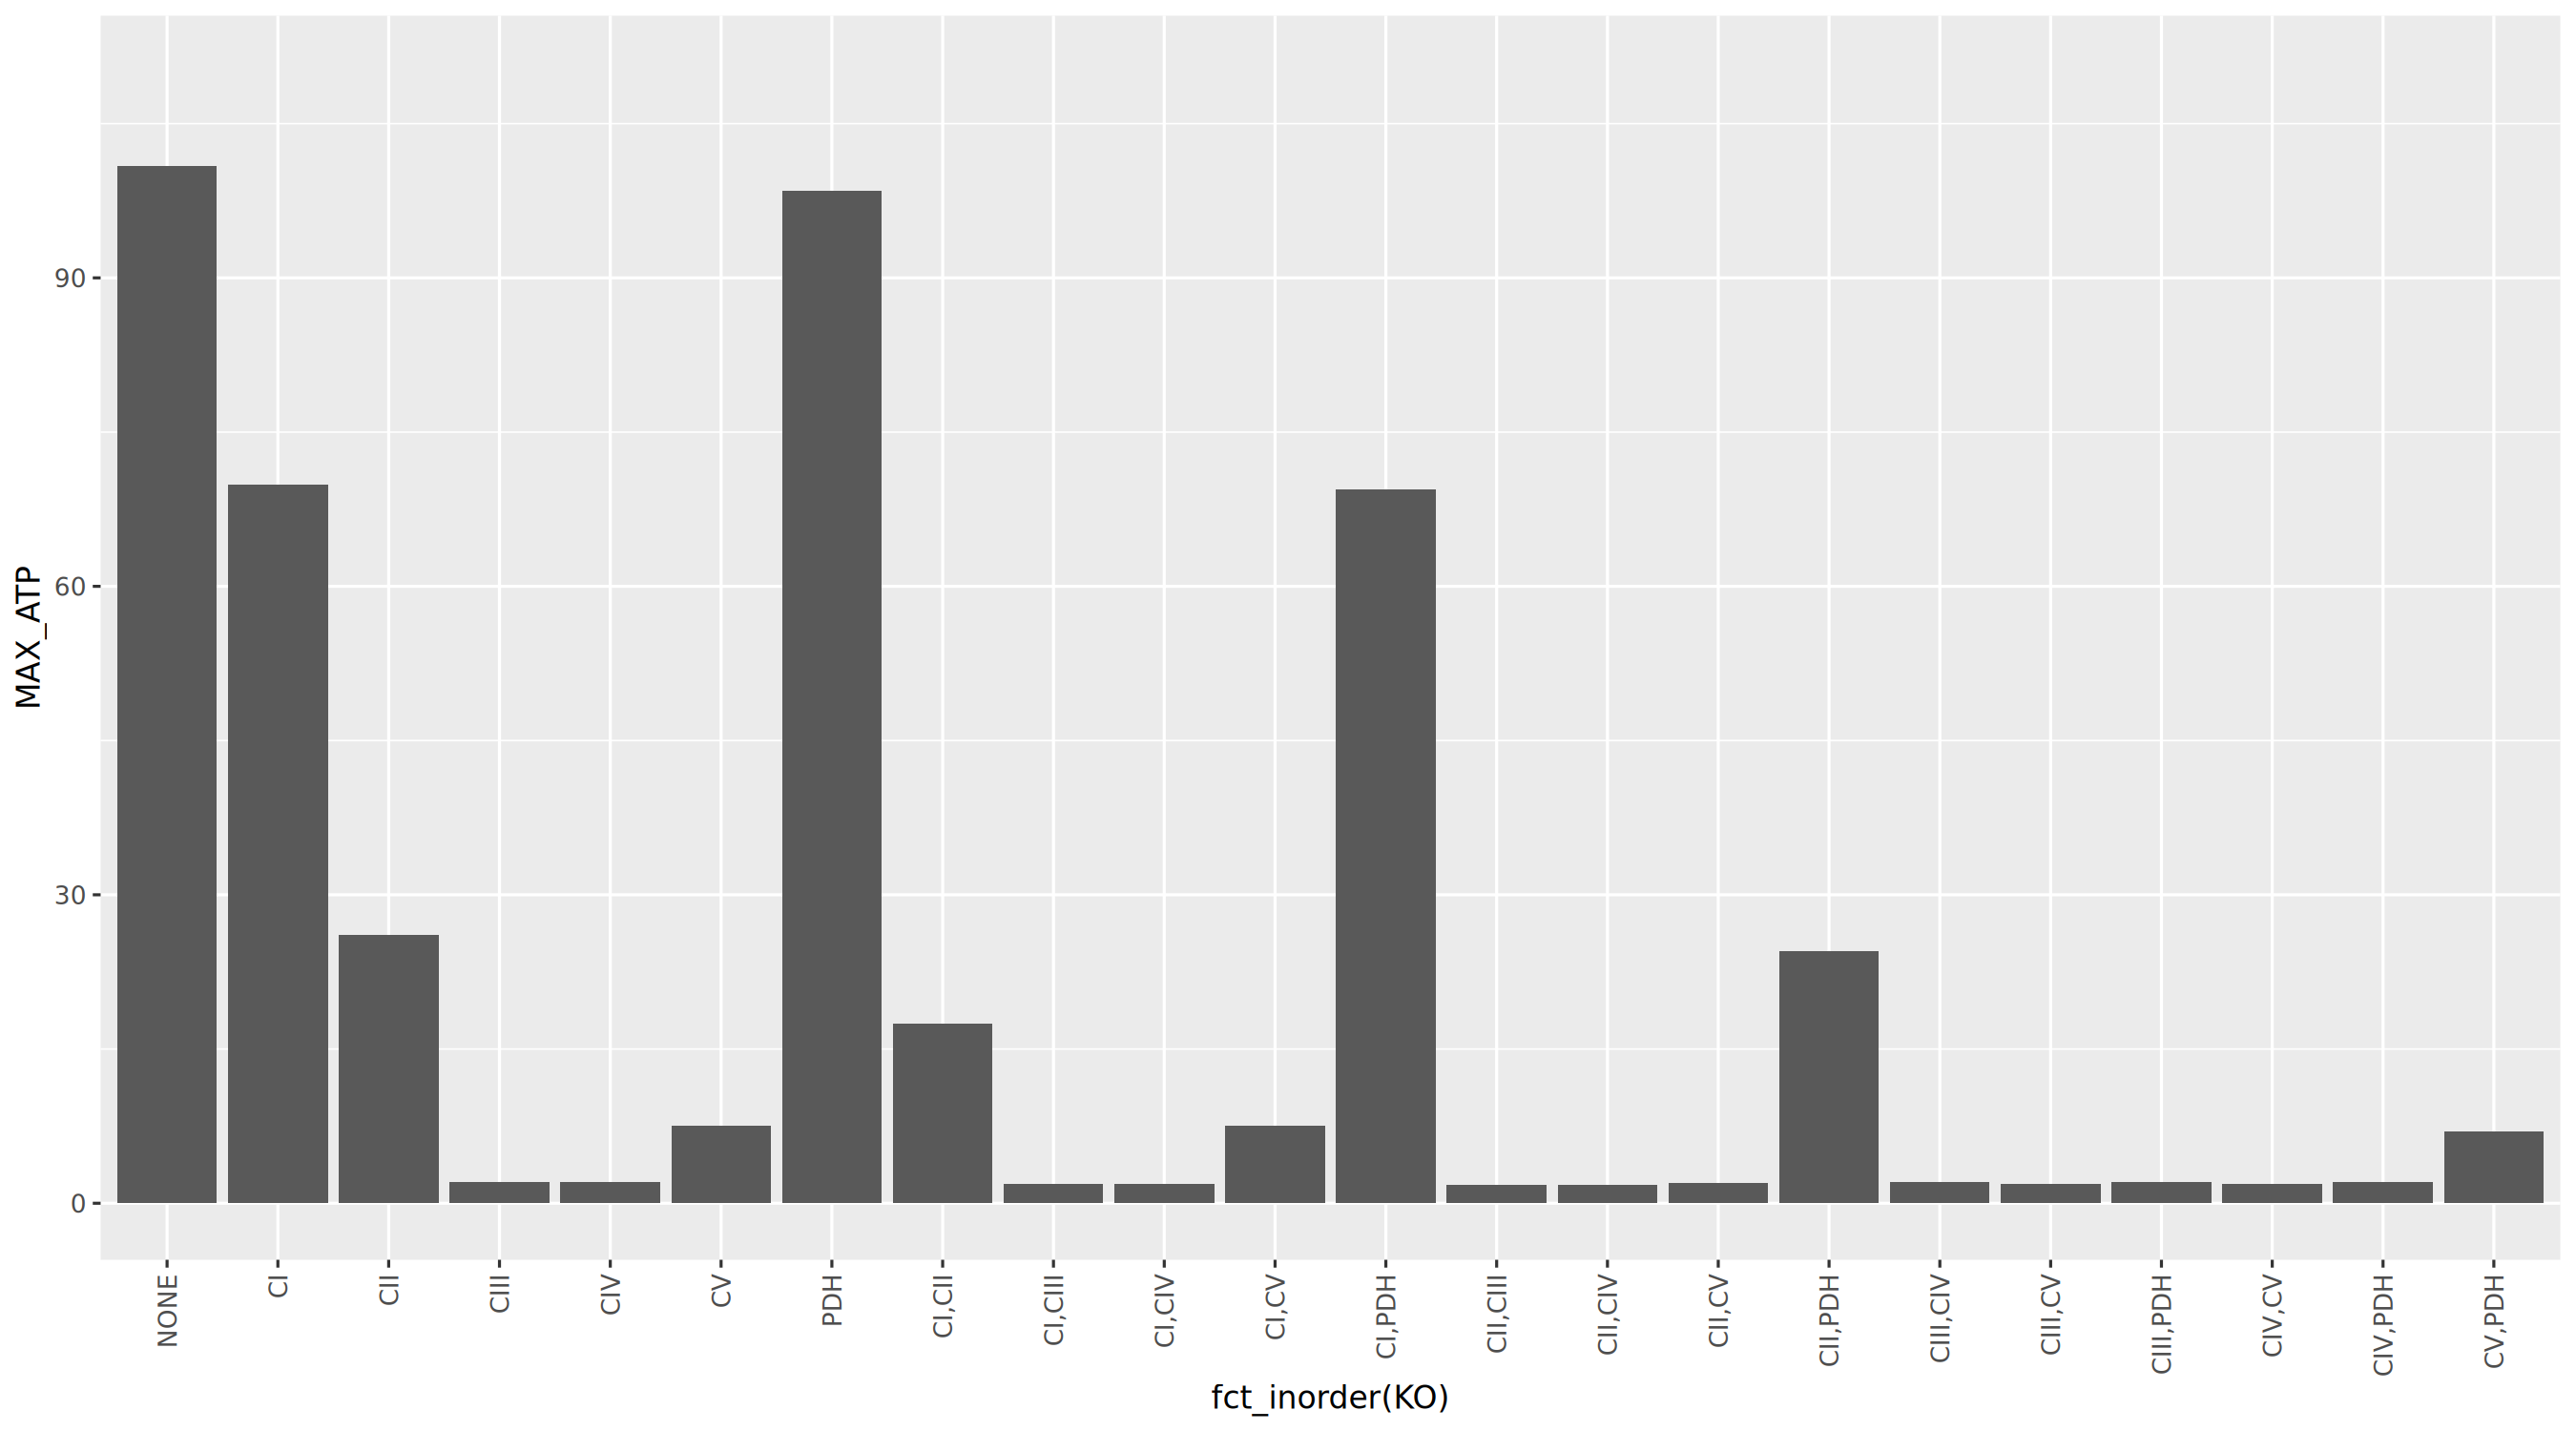 MAX_ATP
90
60
30
0
NONE
CI
CII
CIII
CIV
CV
PDH
CI,CII
CI,CIII
CI,CIV
CI,CV
CI,PDH
CII,CIII
CII,CIV
CII,CV
CII,PDH
CIII,CIV
CIII,CV
CIII,PDH
CIV,CV
CIV,PDH
CV,PDH
fct_inorder(KO)